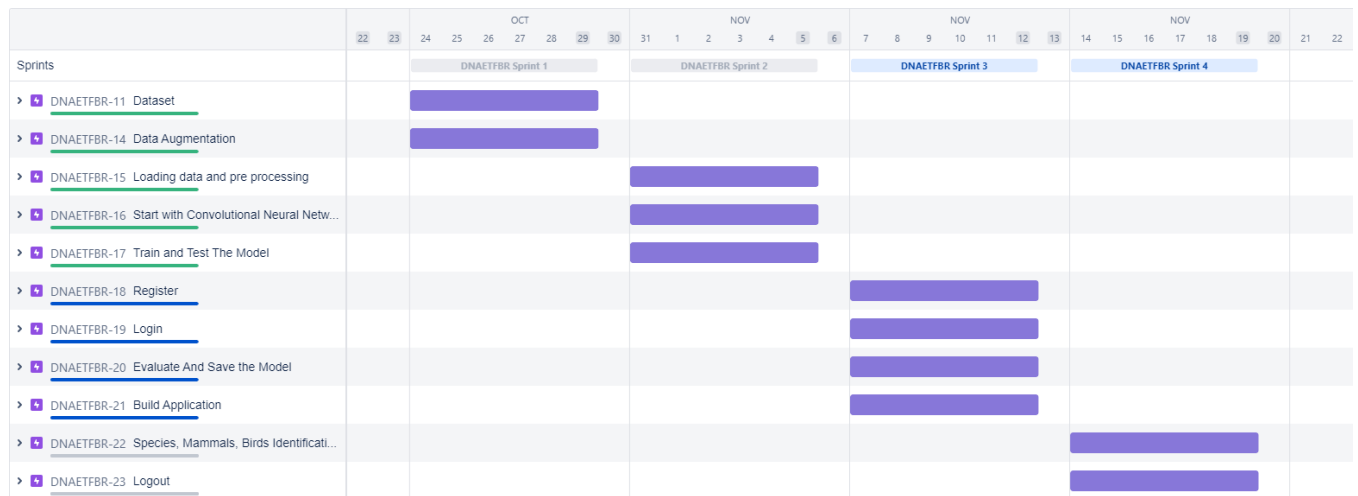 OCT NOV NOV NOV
22 23 24 25 26 27 28 29 30 31 1 2 3 4 5 6 7 8 9 10 11 12 13 14 15 16 17 18 19 20 21 22
Sprints DNAETFBR Sprint 1 DNAETFBR Sprint 2 DNAETFBR Sprint 3 DNAETFBR Sprint 4
DNAETFBR-11 Dataset
DNAETFBR-14 Data Augmentation
DNAETFBR-15 Loading data and pre processing
DNAETFBR-16 Start with Convolutional Neural Netw...
DNAETFBR-17 Train and Test The Model
DNAETFBR-18 Register
DNAETFBR-19 Login
DNAETFBR-20 Evaluate And Save the Model
DNAETFBR-21 Build Application
DNAETFBR-22 Species, Mammals, Birds Identificati...
DNAETFBR-23 Logout